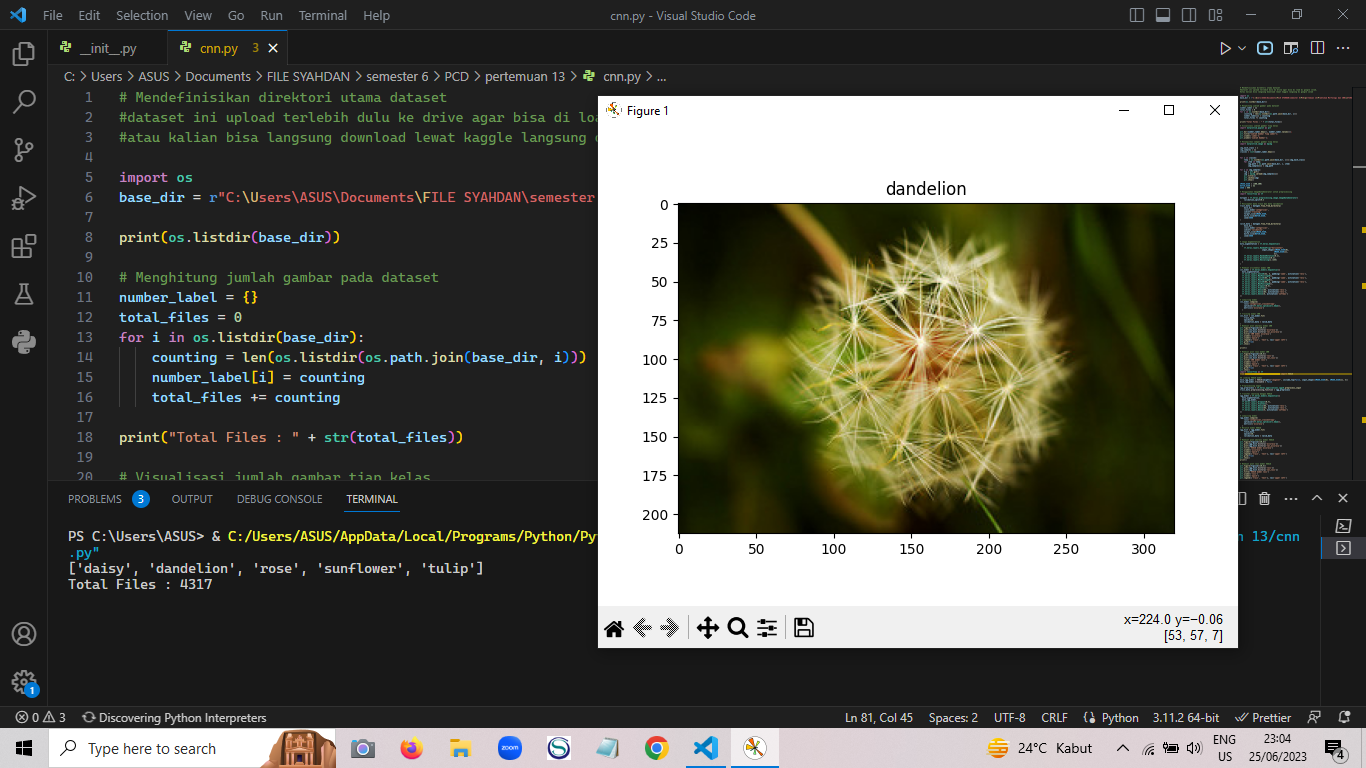 File Edit Selection View Go Run Terminal Help
cnn.py - Visual Studio Code
__init__.py
cnn.py 3
C: > Users > ASUS > Documents > FILE SYAHDAN > semester 6 > PCD > pertemuan 13 > cnn.py > ...
1 # Mendefinisikan direktori utama dataset
2 #dataset ini upload terlebih dulu ke drive agar bisa di loa
3 #atau kalian bisa langsung download lewat kaggle langsung
4
5 import os
6 base_dir = r"C:\Users\ASUS\Documents\FILE SYAHDAN\semester
7
8 print(os.listdir(base_dir))
9
10 # Menghitung jumlah gambar pada dataset
11 number_label = {}
12 total_files = 0
13 for i in os.listdir(base_dir):
14 counting = len(os.listdir(os.path.join(base_dir, i)))
15 number_label[i] = counting
16 total_files += counting
17
18 print("Total Files : " + str(total_files))
19
20 # Visualisasi jumlah gambar tiap kelas
Figure 1
dandelion
0
25
50
75
100
125
150
175
200
0 50 100 150 200 250 300
x=224.0 y=−0.06
[53, 57, 7]
PROBLEMS 3 OUTPUT DEBUG CONSOLE TERMINAL
PS C:\Users\ASUS> & C:/Users/ASUS/AppData/Local/Programs/Python/Py
13/cnn
.py"
['daisy', 'dandelion', 'rose', 'sunflower', 'tulip']
Total Files : 4317
1
0 3 Discovering Python Interpreters
Ln 81, Col 45 Spaces: 2 UTF-8 CRLF Python 3.11.2 64-bit Prettier
Type here to search
zoom
24°C Kabut
ENG
US
23:04
25/06/2023
4